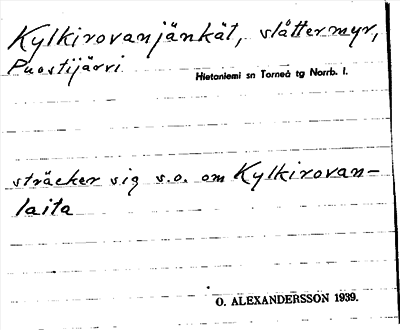 Kylkirovanjänkät, slåttermyr,
Puostijärvi
Hietaniemi sn Torneå tg Norrb. l.
sträcker sig s.o. om Kylkirovan-
laita
O. ALEXANDERSSON 1939.